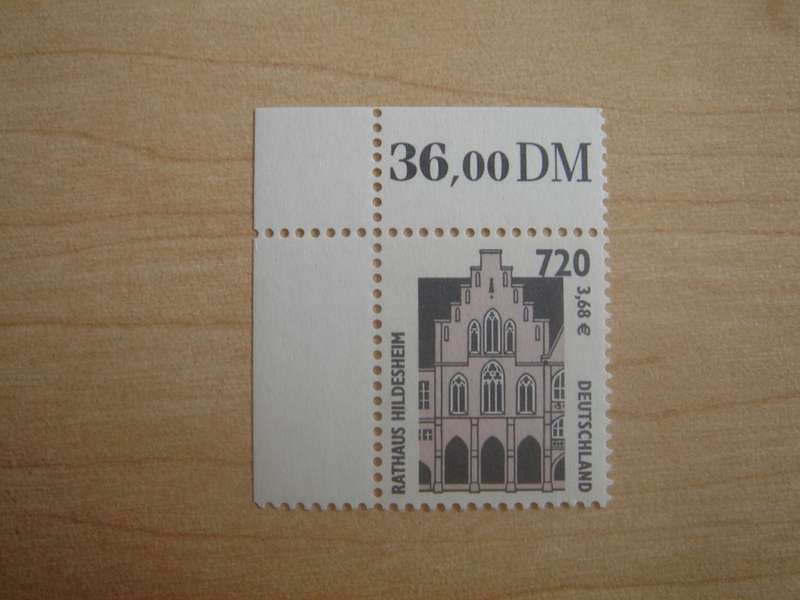 36,00 DM
720
3,68 €
RATHAUS HILDESHEIM
DEUTSCHLAND